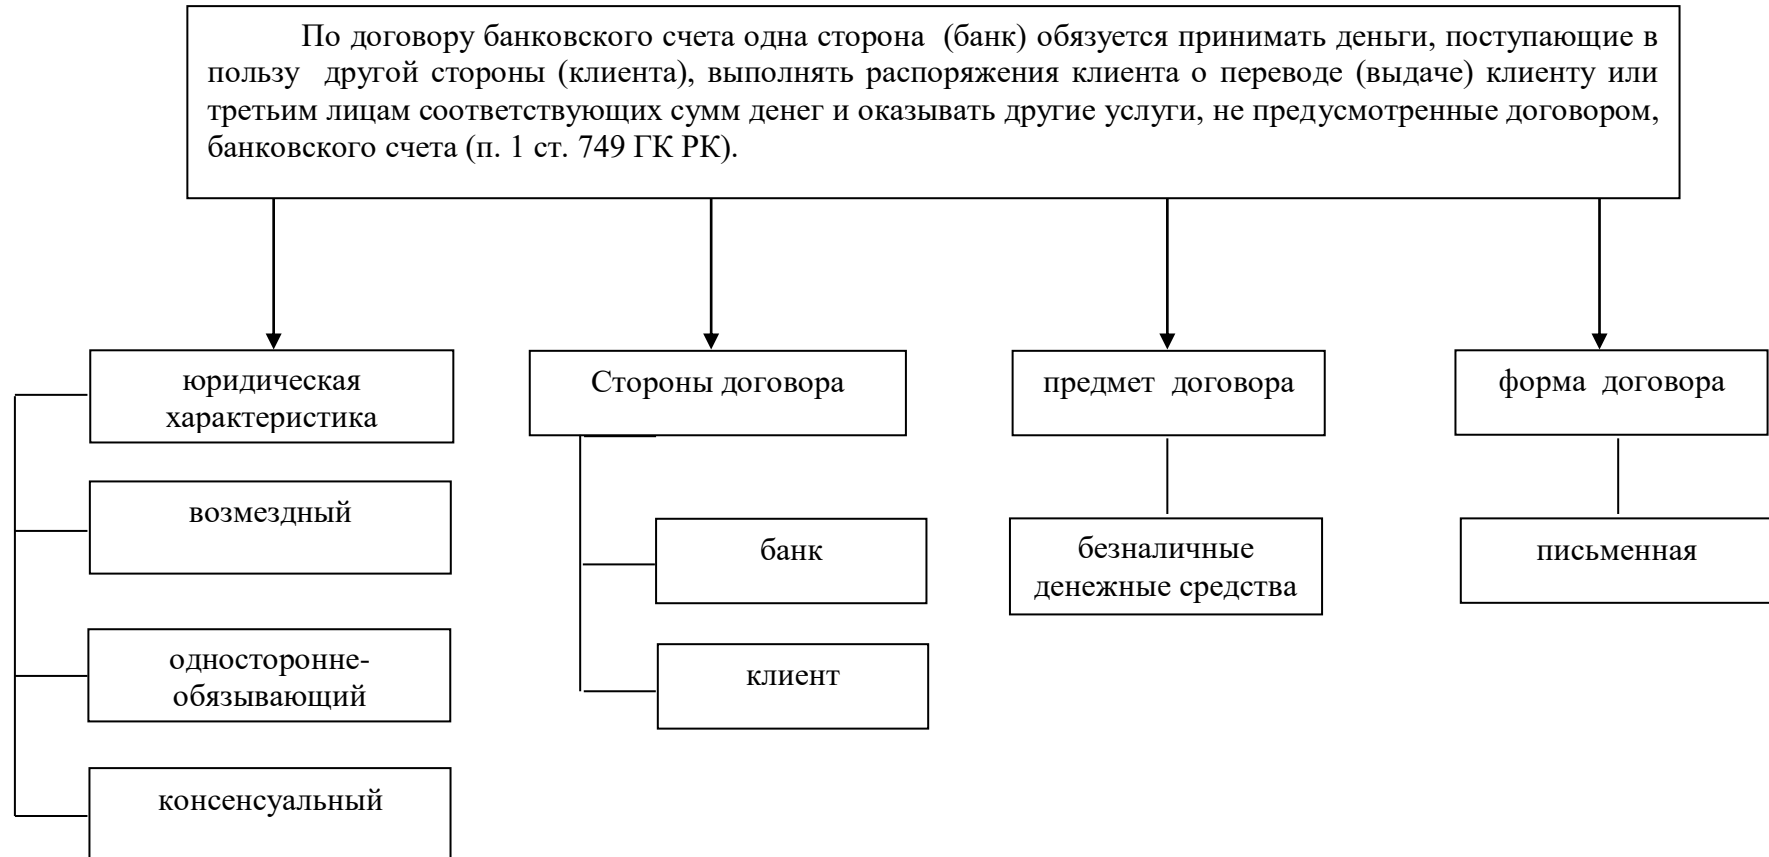 По договору банковского счета одна сторона (банк) обязуется принимать деньги, поступающие в
пользу другой стороны (клиента), выполнять распоряжения клиента о переводе (выдаче) клиенту или
третьим лицам соответствующих сумм денег и оказывать другие услуги, не предусмотренные договором,
банковского счета (п. 1 ст. 749 ГК РК).
юридическая
характеристика
возмездный
односторонне-
обязывающий
консенсуальный
Стороны договора
банк
клиент
предмет договора
безналичные
денежные средства
форма договора
письменная